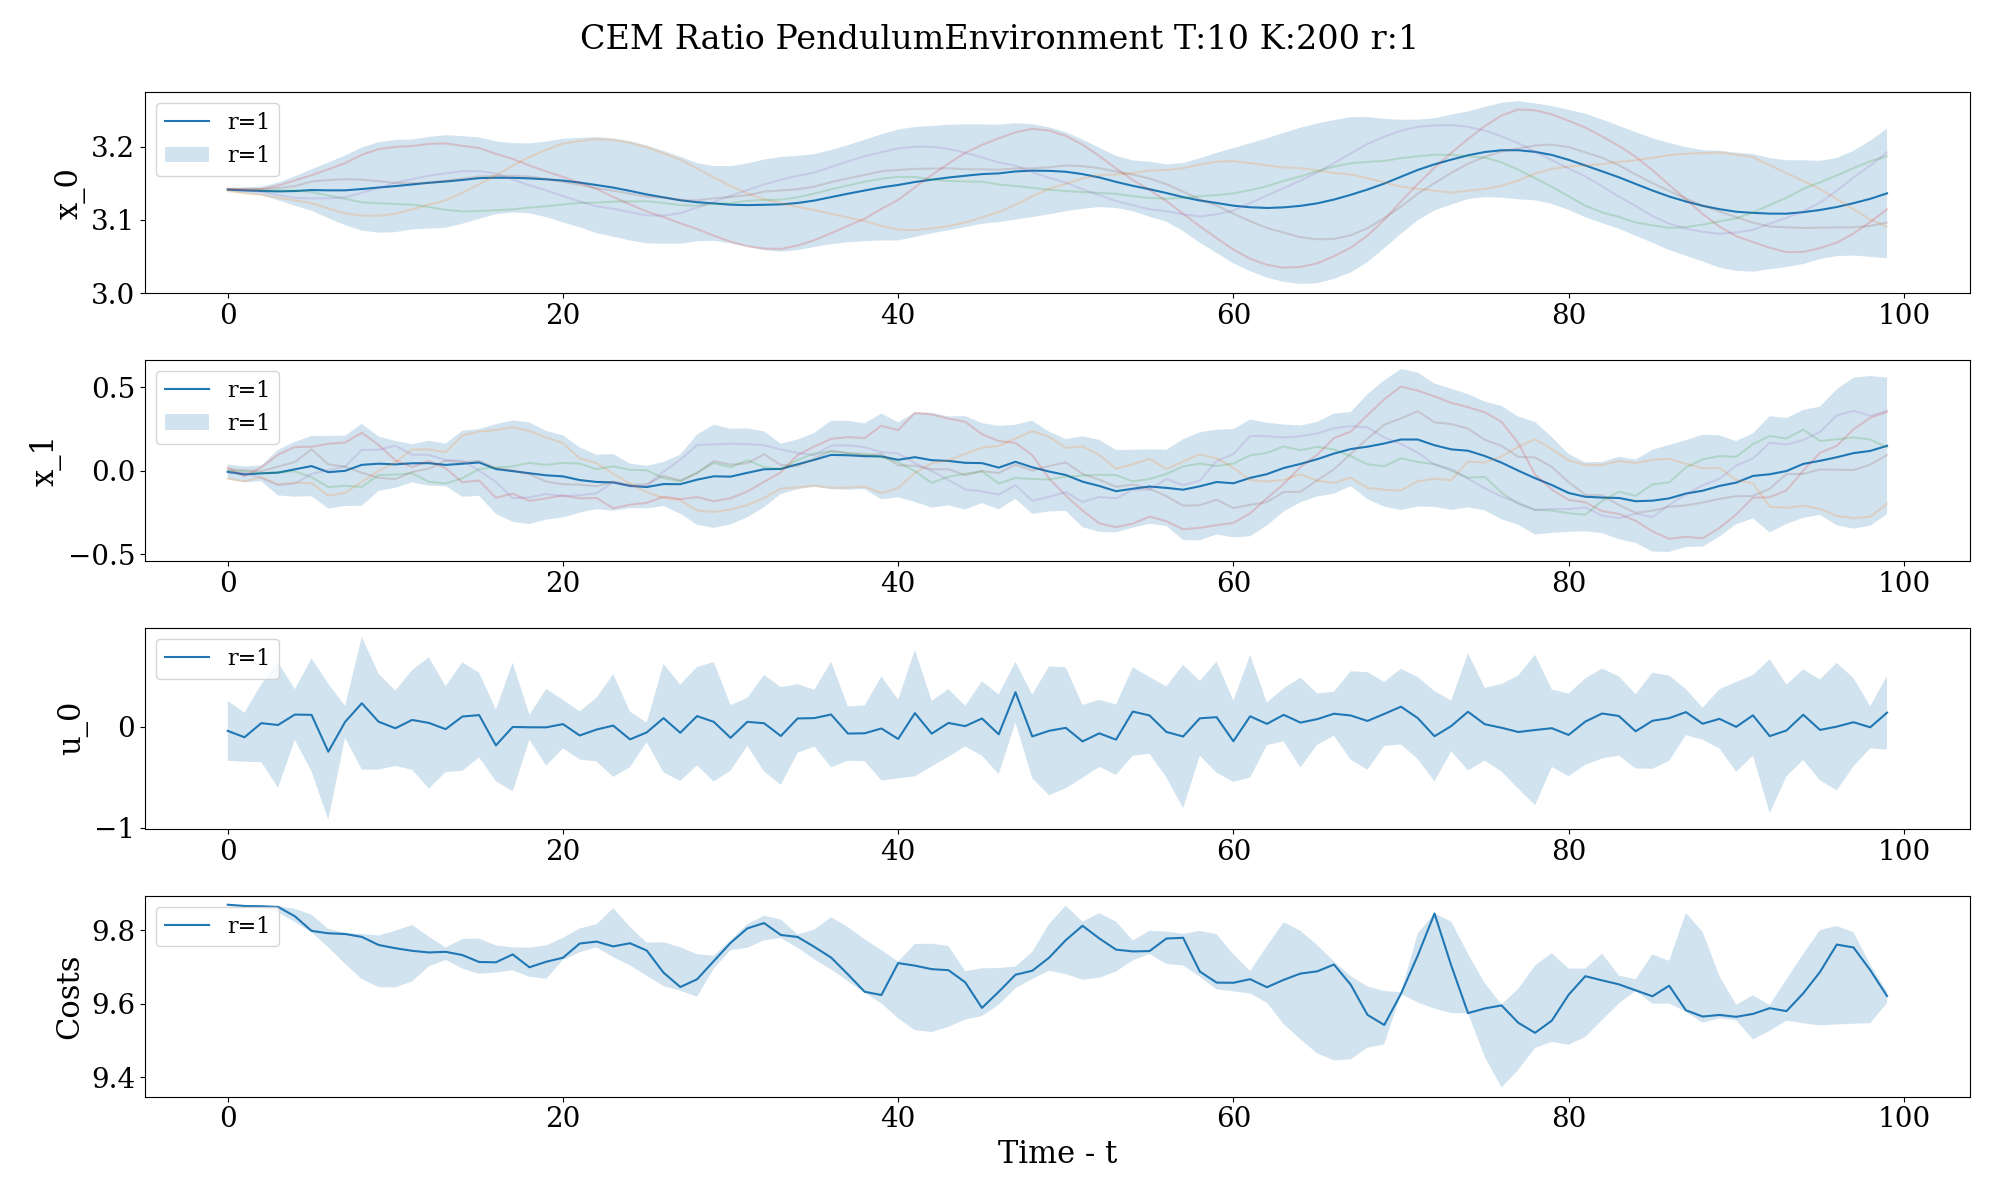 CEM Ratio PendulumEnvironment T:10 K:200 r:1
x_0
3.2
3.1
3.0
r=1
r=1
0 20 40 60 80 100
x_1
0.5
0.0
−0.5
r=1
r=1
0 20 40 60 80 100
u_0
0
−1
r=1
0 20 40 60 80 100
Costs
9.8
9.6
9.4
r=1
0 20 40 60 80 100
Time - t